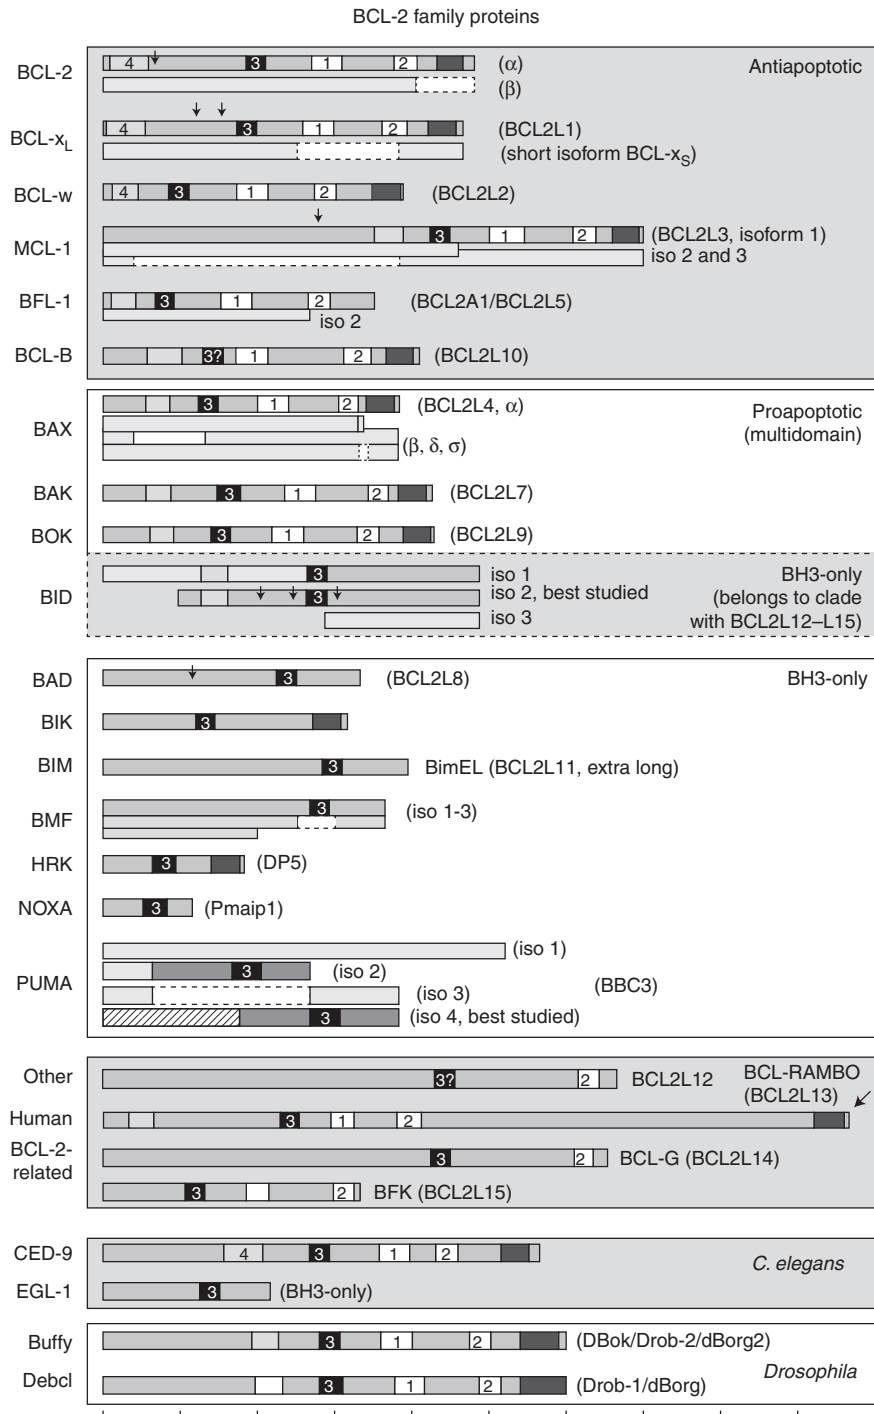 BCL-2 family proteins
BCL-2
4 3 1 2
(α)
(β)
Antiapoptotic
BCL-xL
4 3 1 2
(BCL2L1)
(short isoform BCL-xS)
BCL-w
4 3 1 2
(BCL2L2)
MCL-1
3 1 2
(BCL2L3, isoform 1)
iso 2 and 3
BFL-1
3 1 2
(BCL2A1/BCL2L5)
iso 2
BCL-B
3? 1 2
(BCL2L10)
BAX
3 1 2
(BCL2L4, α)
(β, δ, σ)
Proapoptotic
(multidomain)
BAK
3 1 2
(BCL2L7)
BOK
3 1 2
(BCL2L9)
BID
3
iso 1
3
iso 2, best studied
iso 3
BH3-only
(belongs to clade
with BCL2L12–L15)
BAD
3
(BCL2L8)
BH3-only
BIK
3
BIM
3
BimEL (BCL2L11, extra long)
BMF
3
(iso 1-3)
HRK
3
(DP5)
NOXA
3
(Pmaip1)
PUMA
(iso 1)
3
(iso 2)
(iso 3)
3
(iso 4, best studied)
(BBC3)
Other
Human
BCL-2-
related
3? 2
BCL2L12
BCL-RAMBO
(BCL2L13)
3 1 2
3 2
BCL-G (BCL2L14)
3 2
BFK (BCL2L15)
CED-9
4 3 1 2
C. elegans
EGL-1
3
(BH3-only)
Buffy
3 1 2
(DBok/Drob-2/dBorg2)
Drosophila
Debcl
3 1 2
(Drob-1/dBorg)